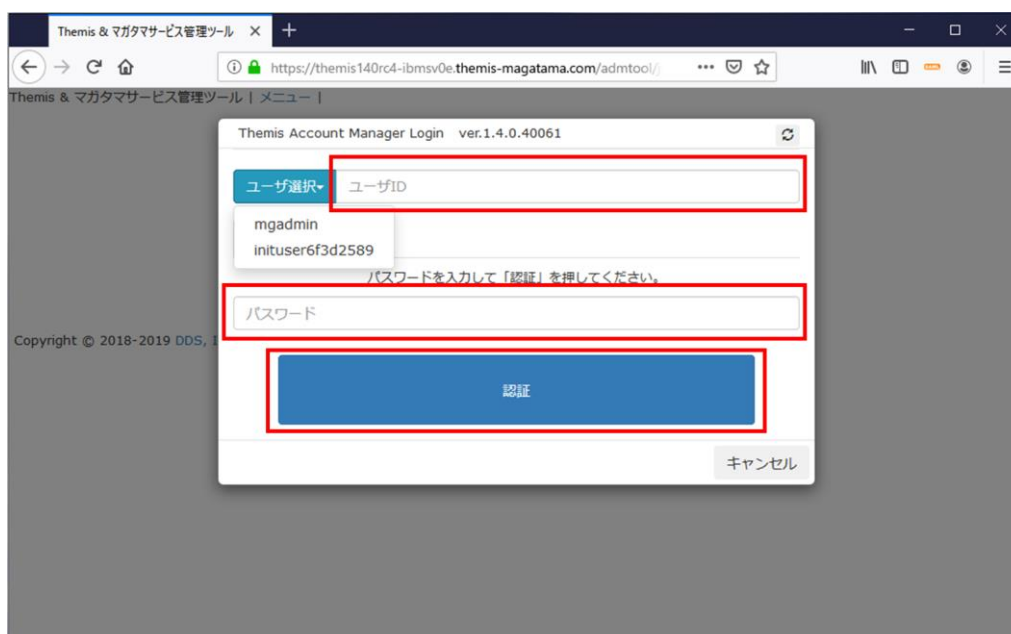 Themis & マガタマサービス管理ツール
https://themis140rc4-ibmsv0e.themis-magatama.com/admtool/
Themis & マガタマサービス管理ツール | メニュー |
Themis Account Manager Login ver.1.4.0.40061
ユーザ選択 ユーザID
mgadmin
inituser6f3d2589
パスワードを入力して「認証」を押してください。
パスワード
Copyright © 2018-2019 DDS,
認証
キャンセル